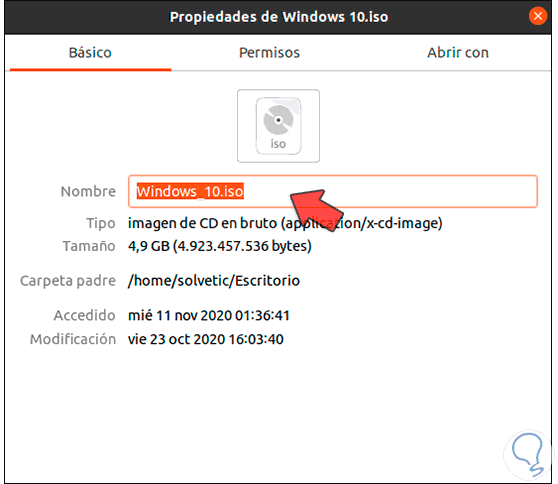 Propiedades de Windows 10.iso
Básico Permisos Abrir con
iso
Nombre Windows_10.iso
Tipo imagen de CD en bruto (application/x-cd-image)
Tamaño 4,9 GB (4.923.457.536 bytes)
Carpeta padre /home/solvetic/Escritorio
Accedido mié 11 nov 2020 01:36:41
Modificación vie 23 oct 2020 16:03:40